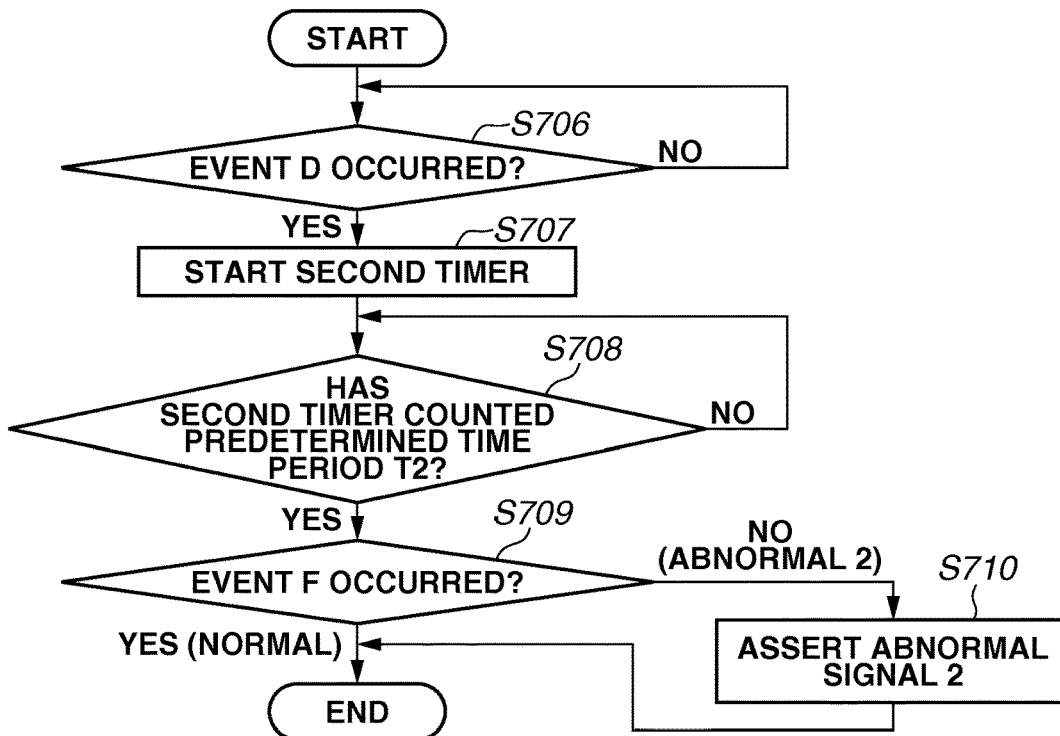 START
S706
EVENT D OCCURRED?
NO
YES
S707
START SECOND TIMER
S708
HAS
SECOND TIMER COUNTED
PREDETERMINED TIME
PERIOD T2?
NO
YES
S709
EVENT F OCCURRED?
NO
(ABNORMAL 2)
S710
YES (NORMAL)
ASSERT ABNORMAL
SIGNAL 2
END